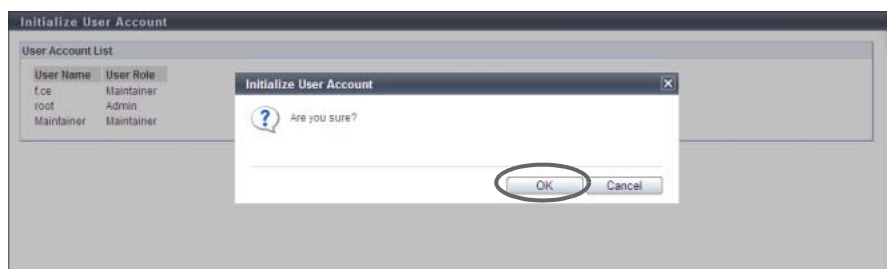 Initialize User Account
User Account List
User Name User Role
f.ce Maintainer
root Admin
Maintainer Maintainer
Initialize User Account
Are you sure?
OK Cancel